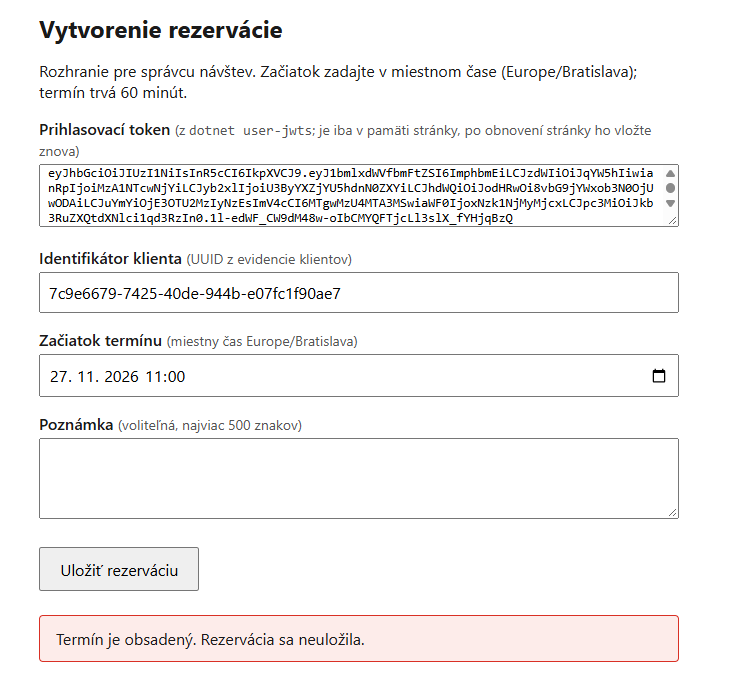 Vytvorenie rezervácie
Rozhranie pre správcu návštev. Začiatok zadajte v miestnom čase (Europe/Bratislava);
termín trvá 60 minút.
Prihlasovací token (z dotnet user-jwts; je iba v pamäti stránky, po obnovení stránky ho vložte
znova)
eyJhbGciOiJIUzI1NiIsInR5cCI6IkpXVCJ9.eyJ1bmlxdWVfbmFtZSI6ImphbmEiLCJzdWIiOiJqYW5hIiwia
nRpIjoiMzA1NTcwNjYiLCJyb2xlIjoiU3ByYXZjYU5hdnN0ZXYiLCJhdWQiOiJodHRwOi8vbG9jYWxob3N0OjU
wODAiLCJuYmYiOjE3OTU2MzIyNzEsImV4cCI6MTgwMzU4MTA3MSwiaWF0IjoxNzk1NjMyMjcxLCJpc3MiOiJkb
3RuZXQtdXNlci1qd3RzIn0.1l-edWF_CW9dM48w-oIbCMYQFTjcLl3slX_fYHjqBzQ
Identifikátor klienta (UUID z evidencie klientov)
7c9e6679-7425-40de-944b-e07fc1f90ae7
Začiatok termínu (miestny čas Europe/Bratislava)
27. 11. 2026 11:00
Poznámka (voliteľná, najviac 500 znakov)
Uložiť rezerváciu
Termín je obsadený. Rezervácia sa neuložila.